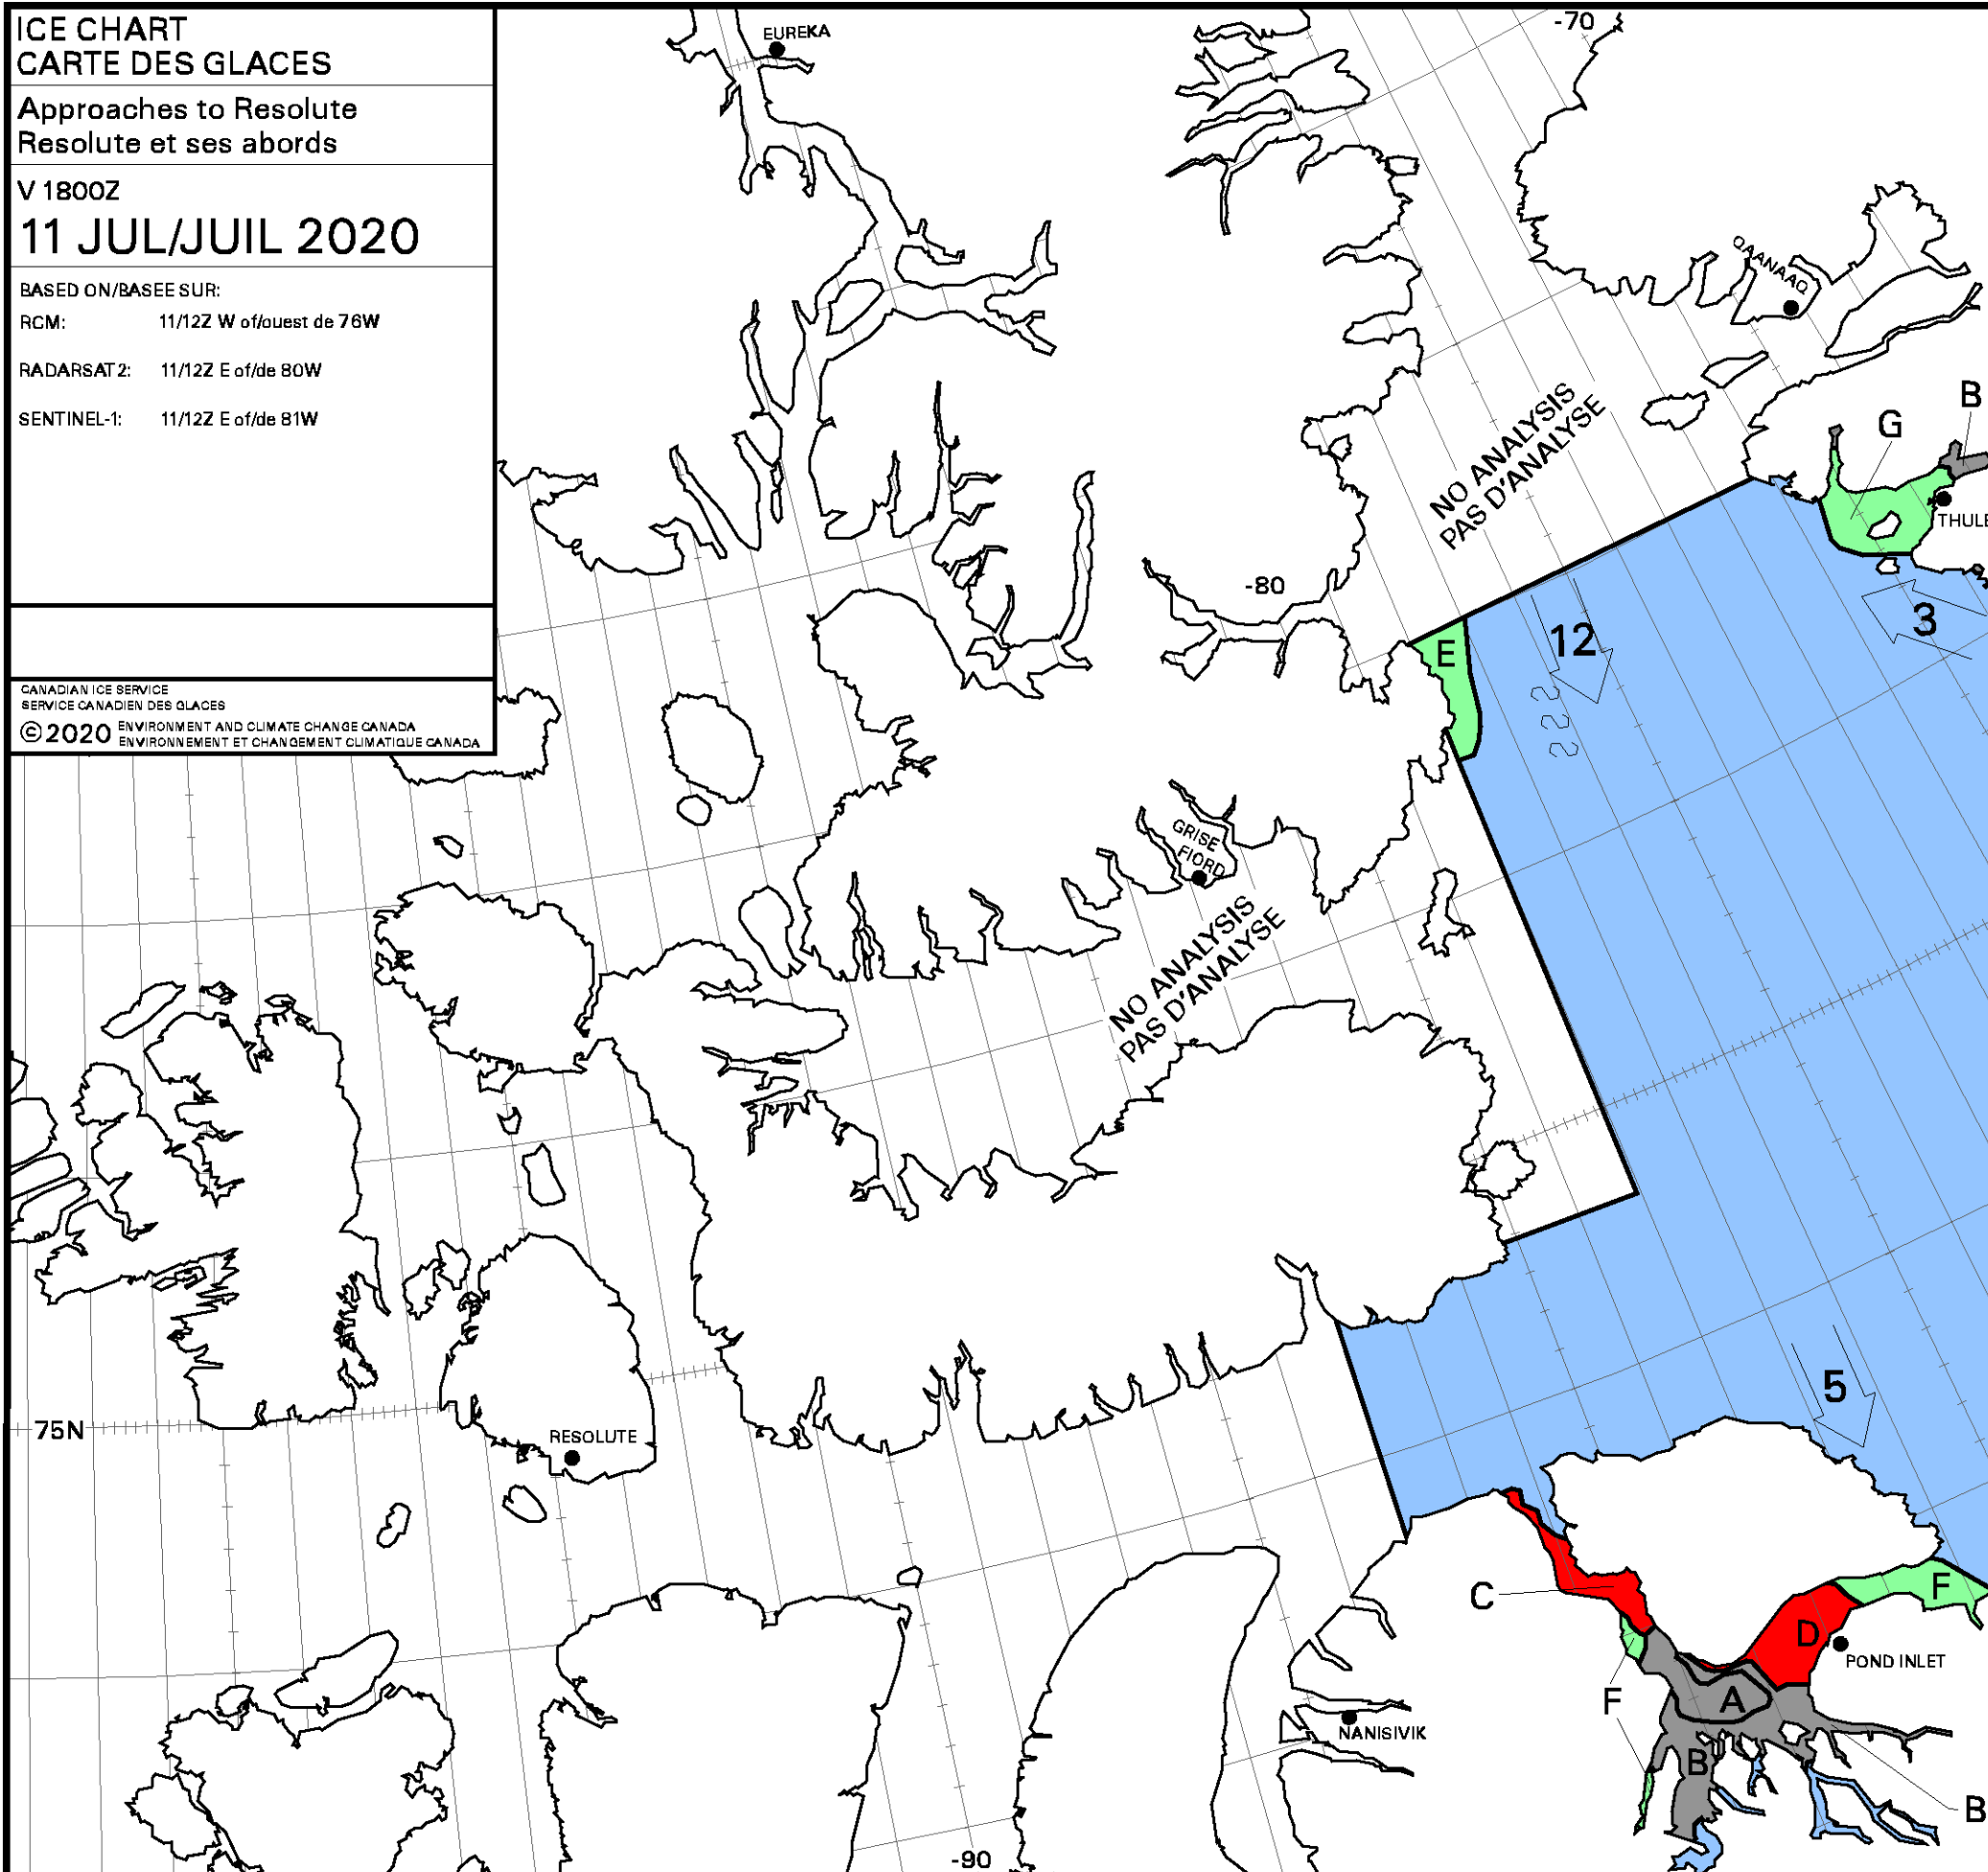 ICE CHART
CARTE DES GLACES
Approaches to Resolute
Resolute et ses abords
V 1800Z
11 JUL/JUIL 2020
BASED ON/BASEE SUR:
RCM: 11/12Z W of/ouest de 76W
RADARSAT2: 11/12Z E of/de 80W
SENTINEL-1: 11/12Z E of/de 81W
CANADIAN ICE SERVICE
SERVICE CANADIEN DES GLACES
©2020 ENVIRONMENT AND CLIMATE CHANGE CANADA
ENVIRONNEMENT ET CHANGEMENT CLIMATIQUE CANADA
EUREKA
-70
QAANAAQ
B
G
THULE
NO ANALYSIS
PAS D'ANALYSE
-80
3
12
E
GRISE
FIORD
NO ANALYSIS
PAS D'ANALYSE
5
75N
RESOLUTE
C
F
D
POND INLET
A
F
NANISIVIK
B
B
-90